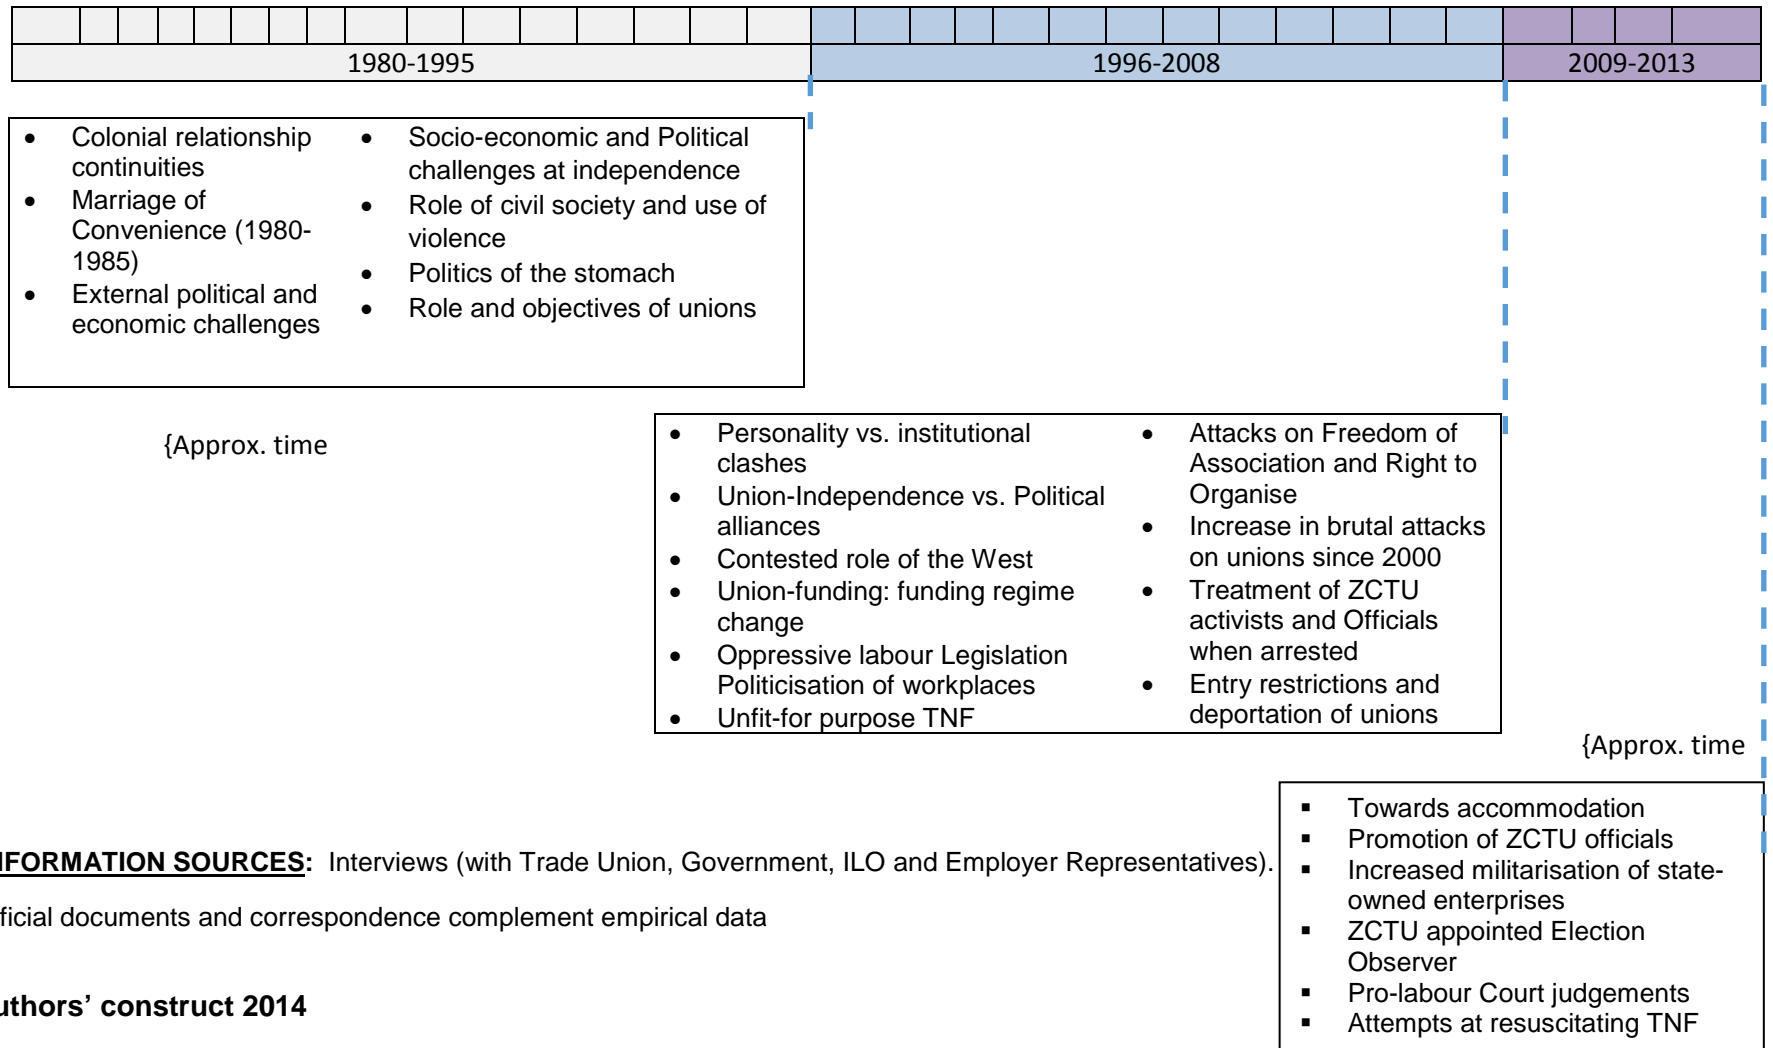 1980-1995
1996-2008
2009-2013
• Colonial relationship
continuities
• Marriage of
Convenience (1980-
1985)
• External political and
economic challenges
• Socio-economic and Political
challenges at independence
• Role of civil society and use of
violence
• Politics of the stomach
• Role and objectives of unions
{Approx. time
• Personality vs. institutional
clashes
• Union-Independence vs. Political
alliances
• Contested role of the West
• Union-funding: funding regime
change
• Oppressive labour Legislation
Politicisation of workplaces
• Unfit-for purpose TNF
• Attacks on Freedom of
Association and Right to
Organise
• Increase in brutal attacks
on unions since 2000
• Treatment of ZCTU
activists and Officials
when arrested
• Entry restrictions and
deportation of unions
{Approx. time
▪ Towards accommodation
▪ Promotion of ZCTU officials
▪ Increased militarisation of state-
owned enterprises
▪ ZCTU appointed Election
Observer
▪ Pro-labour Court judgements
▪ Attempts at resuscitating TNF
NFORMATION SOURCES: Interviews (with Trade Union, Government, ILO and Employer Representatives).
ficial documents and correspondence complement empirical data
uthors’ construct 2014